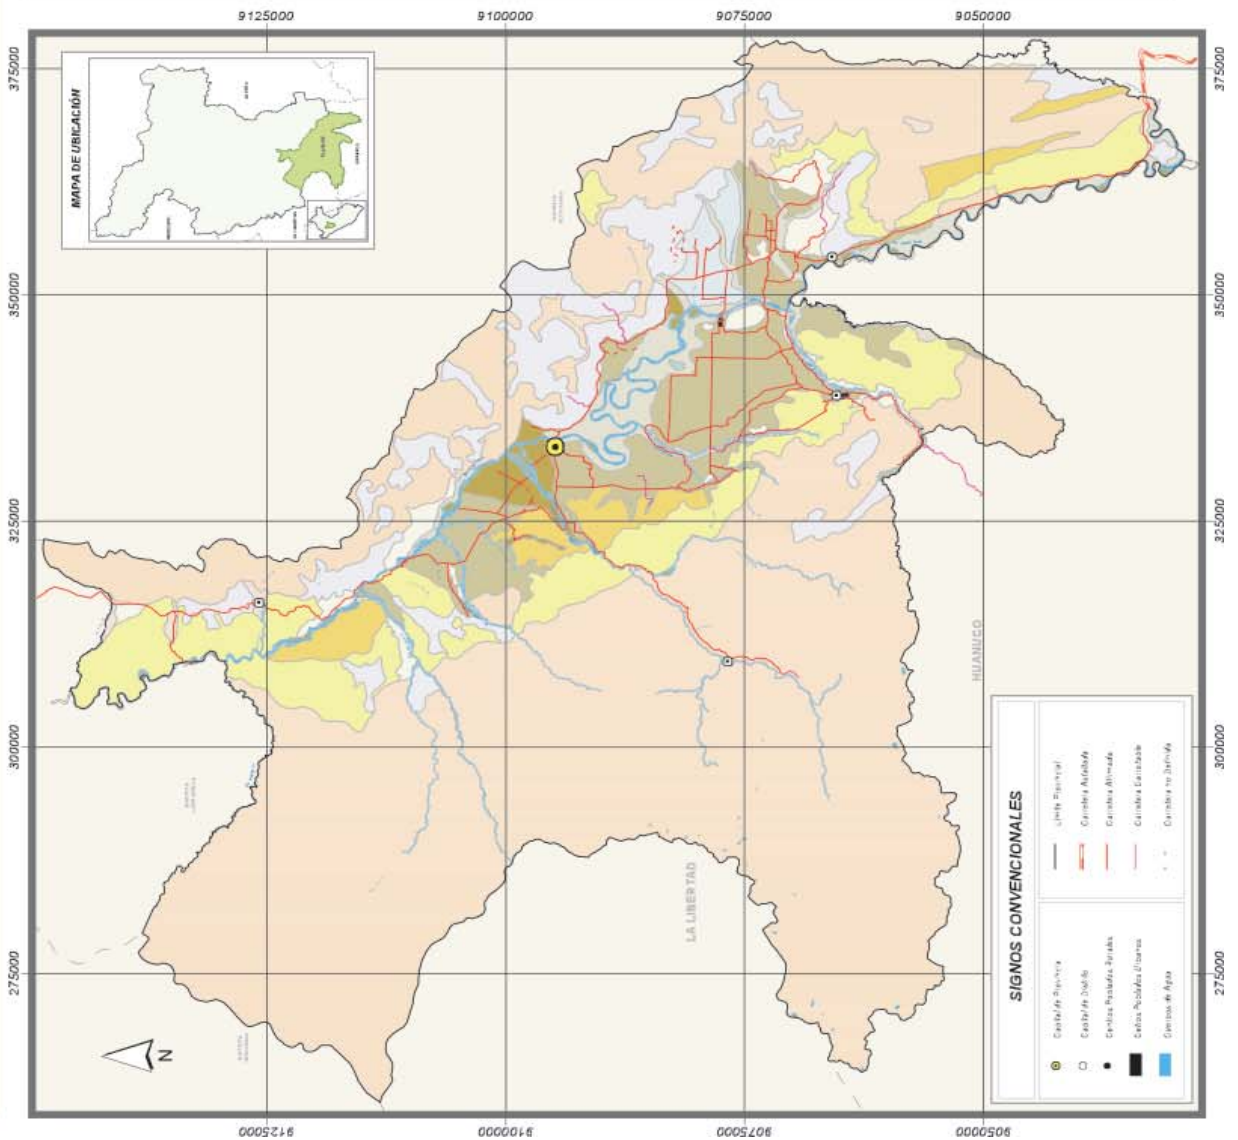 9125000
9100000
9075000
9050000
375000
350000
325000
300000
275000
375000
350000
325000
300000
275000
9125000
9100000
9075000
9050000
MAPA DE UBICACIÓN
HUANUCO
LA LIBERTAD
N
SIGNOS CONVENCIONALES
Capital de Provincia
Capital de Distrito
Centros Poblados Rurales
Centros Poblados Urbanos
Cuerpos de Agua
Límite Provincial
Carretera Asfaltada
Carretera Afirmada
Carretera Carrozable
Carretera no Definida